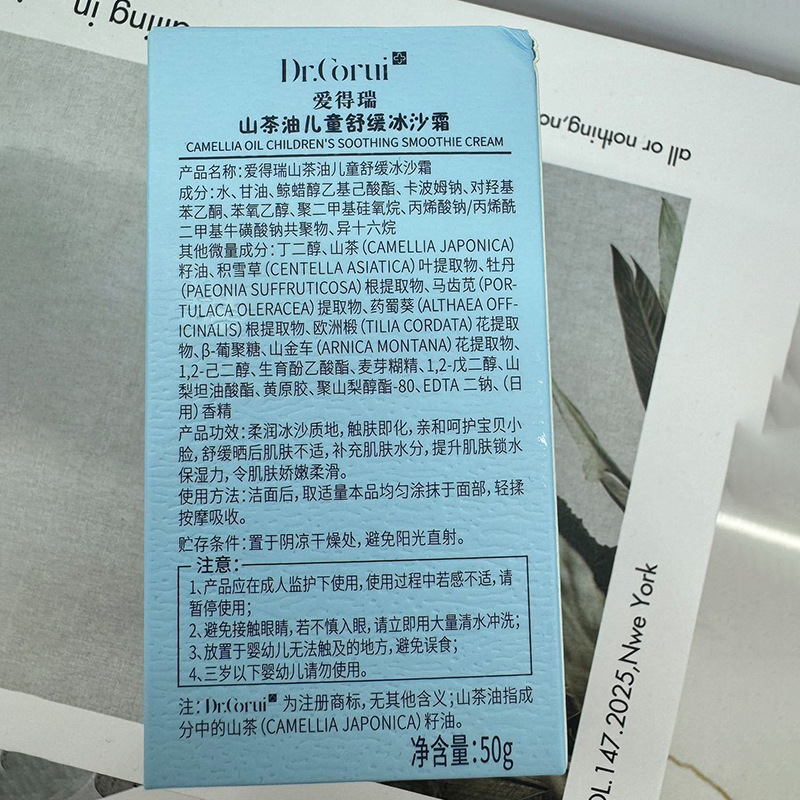 Dr.Corui
爱得瑞
山茶油儿童舒缓冰沙霜
CAMELLIA OIL CHILDREN'S SOOTHING SMOOTHIE CREAM
产品名称:爱得瑞山茶油儿童舒缓冰沙霜
成分:水、甘油、鲸蜡醇乙基己酸酯、卡波姆钠、对羟基
苯乙酮、苯氧乙醇、聚二甲基硅氧烷、丙烯酸钠/丙烯酰
二甲基牛磺酸钠共聚物、异十六烷
其他微量成分:丁二醇、山茶(CAMELLIA JAPONICA)
籽油、积雪草(CENTELLA ASIATICA)叶提取物、牡丹
(PAEONIA SUFFRUTICOSA)根提取物、马齿苋(POR-
TULACA OLERACEA)提取物、药蜀葵(ALTHAEA OFF-
ICINALIS)根提取物、欧洲椴(TILIA CORDATA)花提取
物、β-葡聚糖、山金车(ARNICA MONTANA)花提取物、
1,2-己二醇、生育酚乙酸酯、麦芽糊精、1,2-戊二醇、山
梨坦油酸酯、黄原胶、聚山梨醇酯-80、EDTA 二钠、(日
用)香精
产品功效:柔润冰沙质地,触肤即化,亲和呵护宝贝小
脸,舒缓晒后肌肤不适,补充肌肤水分,提升肌肤锁水
保湿力,令肌肤娇嫩柔滑。
使用方法:洁面后,取适量本品均匀涂抹于面部,轻揉
按摩吸收。
贮存条件:置于阴凉干燥处,避免阳光直射。
注意:
1、产品应在成人监护下使用,使用过程中若感不适,请
暂停使用;
2、避免接触眼睛,若不慎入眼,请立即用大量清水冲洗;
3、放置于婴幼儿无法触及的地方,避免误食;
4、三岁以下婴幼儿请勿使用。
注:Dr.Corui 为注册商标,无其他含义;山茶油指成
分中的山茶(CAMELLIA JAPONICA)籽油。
净含量:50g
all or nothing,no
OL.147.2025,Nwe York